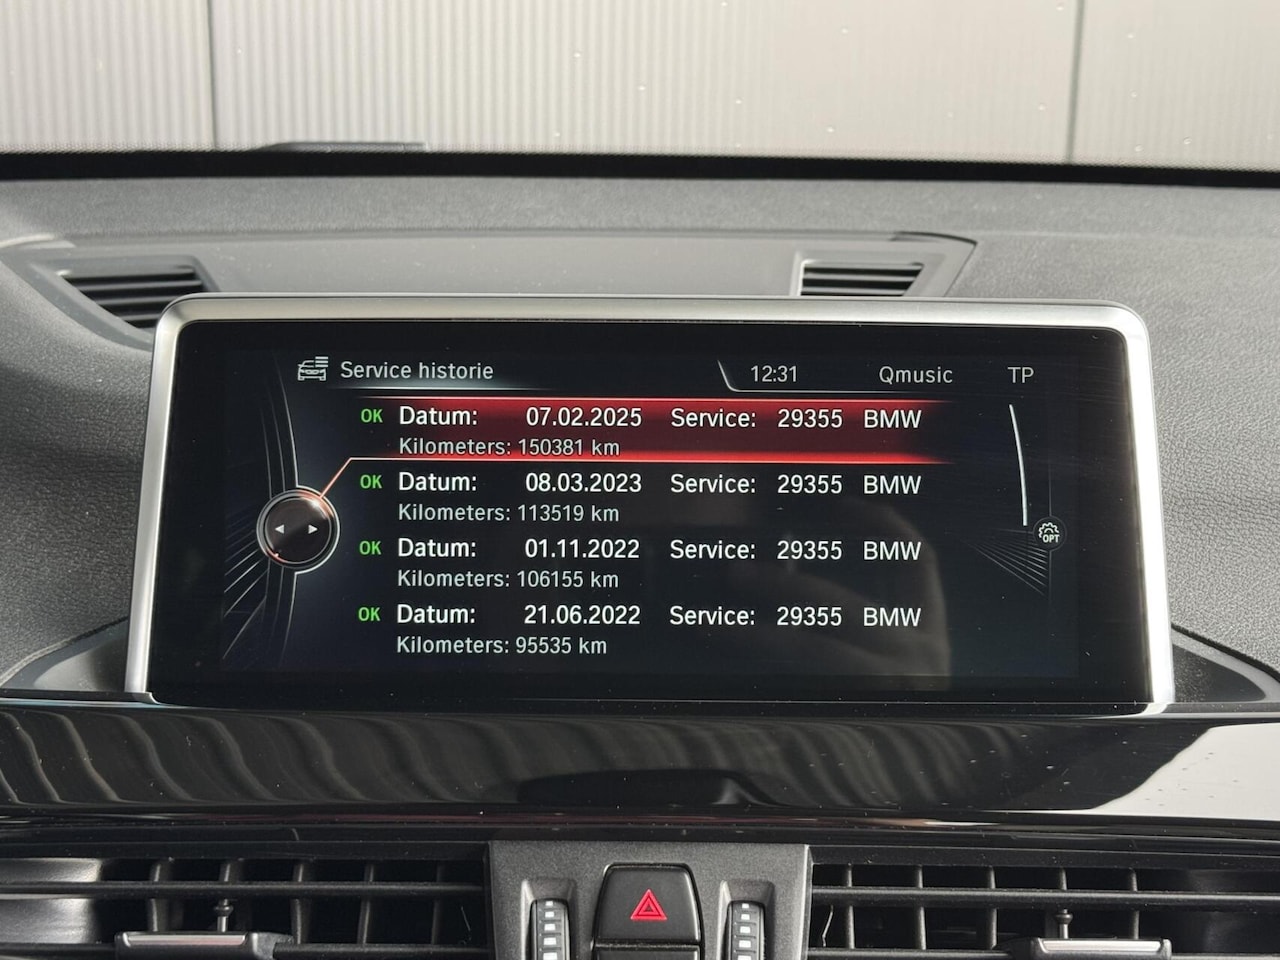 Service historie 12:31 Qmusic TP
OK Datum: 07.02.2025 Service: 29355 BMW
Kilometers: 150381 km
OK Datum: 08.03.2023 Service: 29355 BMW
Kilometers: 113519 km
OPT
OK Datum: 01.11.2022 Service: 29355 BMW
Kilometers: 106155 km
OK Datum: 21.06.2022 Service: 29355 BMW
Kilometers: 95535 km